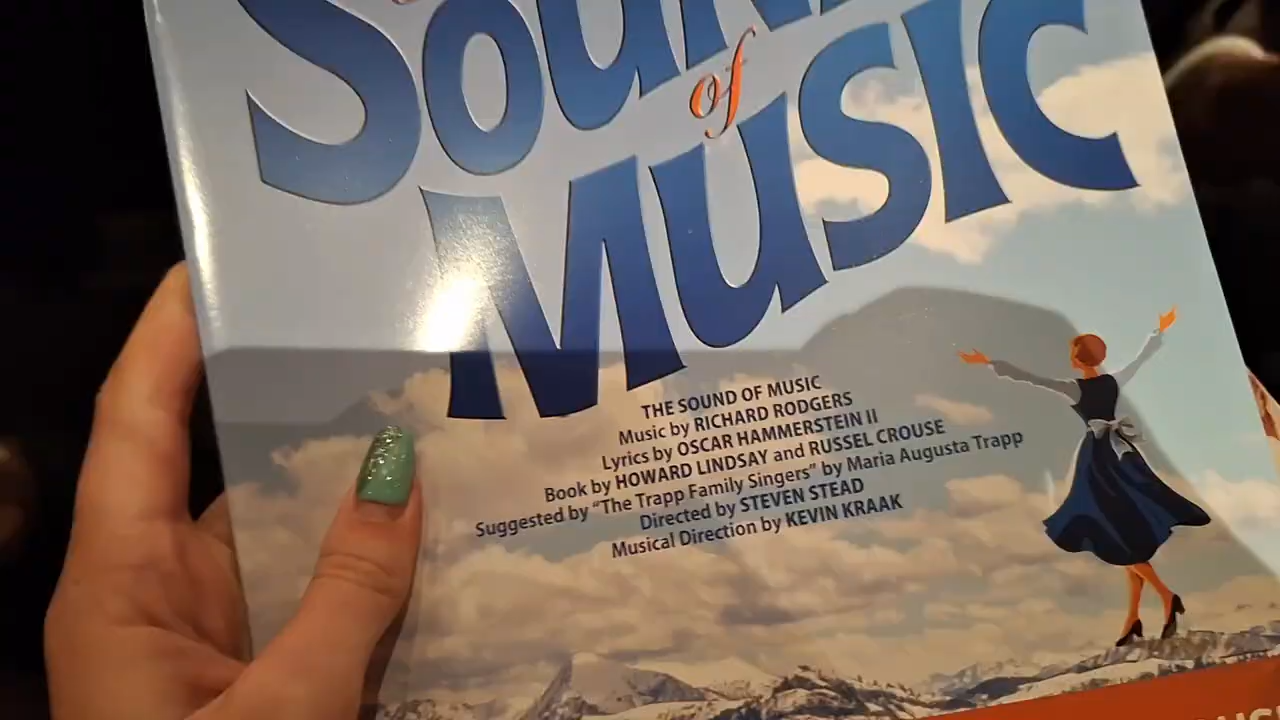 SOUND
of
MUSIC
THE SOUND OF MUSIC
Music by RICHARD RODGERS
Lyrics by OSCAR HAMMERSTEIN II
Book by HOWARD LINDSAY and RUSSEL CROUSE
Suggested by “The Trapp Family Singers” by Maria Augusta Trapp
Directed by STEVEN STEAD
Musical Direction by KEVIN KRAAK